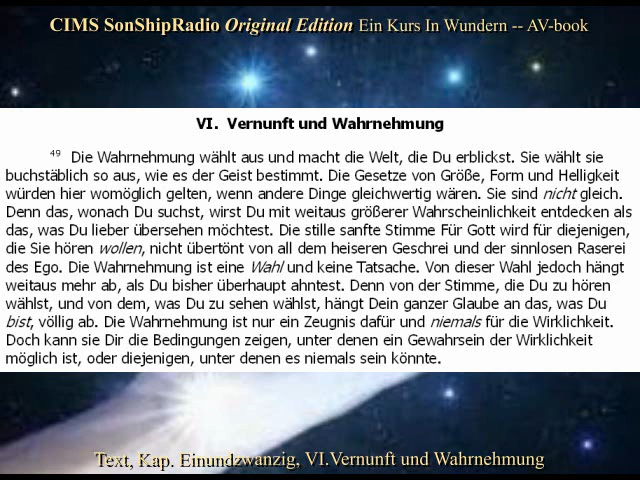 CIMS SonShipRadio Original Edition Ein Kurs In Wundern -- AV-book
VI. Vernunft und Wahrnehmung
49 Die Wahrnehmung wählt aus und macht die Welt, die Du erblickst. Sie wählt sie
buchstäblich so aus, wie es der Geist bestimmt. Die Gesetze von Größe, Form und Helligkeit
würden hier womöglich gelten, wenn andere Dinge gleichwertig wären. Sie sind nicht gleich.
Denn das, wonach Du suchst, wirst Du mit weitaus größerer Wahrscheinlichkeit entdecken als
das, was Du lieber übersehen möchtest. Die stille sanfte Stimme Für Gott wird für diejenigen,
die Sie hören wollen, nicht übertönt von all dem heiseren Geschrei und der sinnlosen Raserei
des Ego. Die Wahrnehmung ist eine Wahl und keine Tatsache. Von dieser Wahl jedoch hängt
weitaus mehr ab, als Du bisher überhaupt ahntest. Denn von der Stimme, die Du zu hören
wählst, und von dem, was Du zu sehen wählst, hängt Dein ganzer Glaube an das, was Du
bist, völlig ab. Die Wahrnehmung ist nur ein Zeugnis dafür und niemals für die Wirklichkeit.
Doch kann sie Dir die Bedingungen zeigen, unter denen ein Gewahrsein der Wirklichkeit
möglich ist, oder diejenigen, unter denen es niemals sein könnte.
Text, Kap. Einundzwanzig, VI.Vernunft und Wahrnehmung